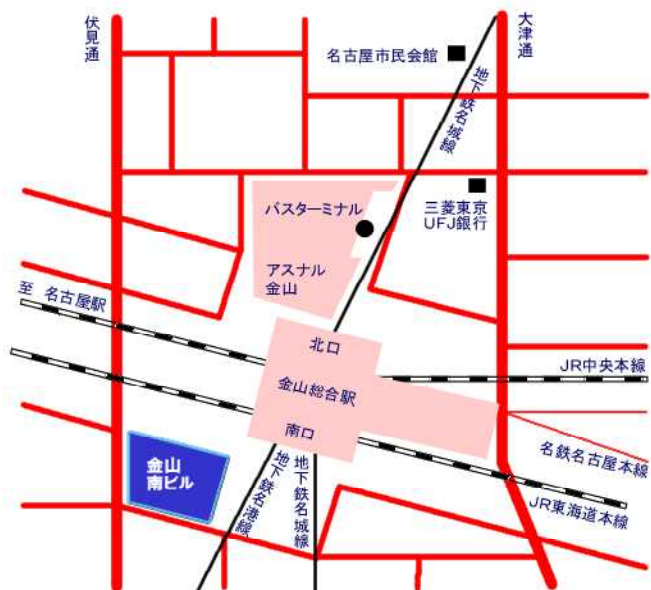 伏見通
大津通
名古屋市民会館
地下鉄名城線
バスターミナル
三菱東京
UFJ銀行
アスナル
金山
至 名古屋駅
北口
JR中央本線
金山総合駅
南口
名鉄名古屋本線
金山
南ビル
地下鉄名港線
地下鉄名城線
JR東海道本線